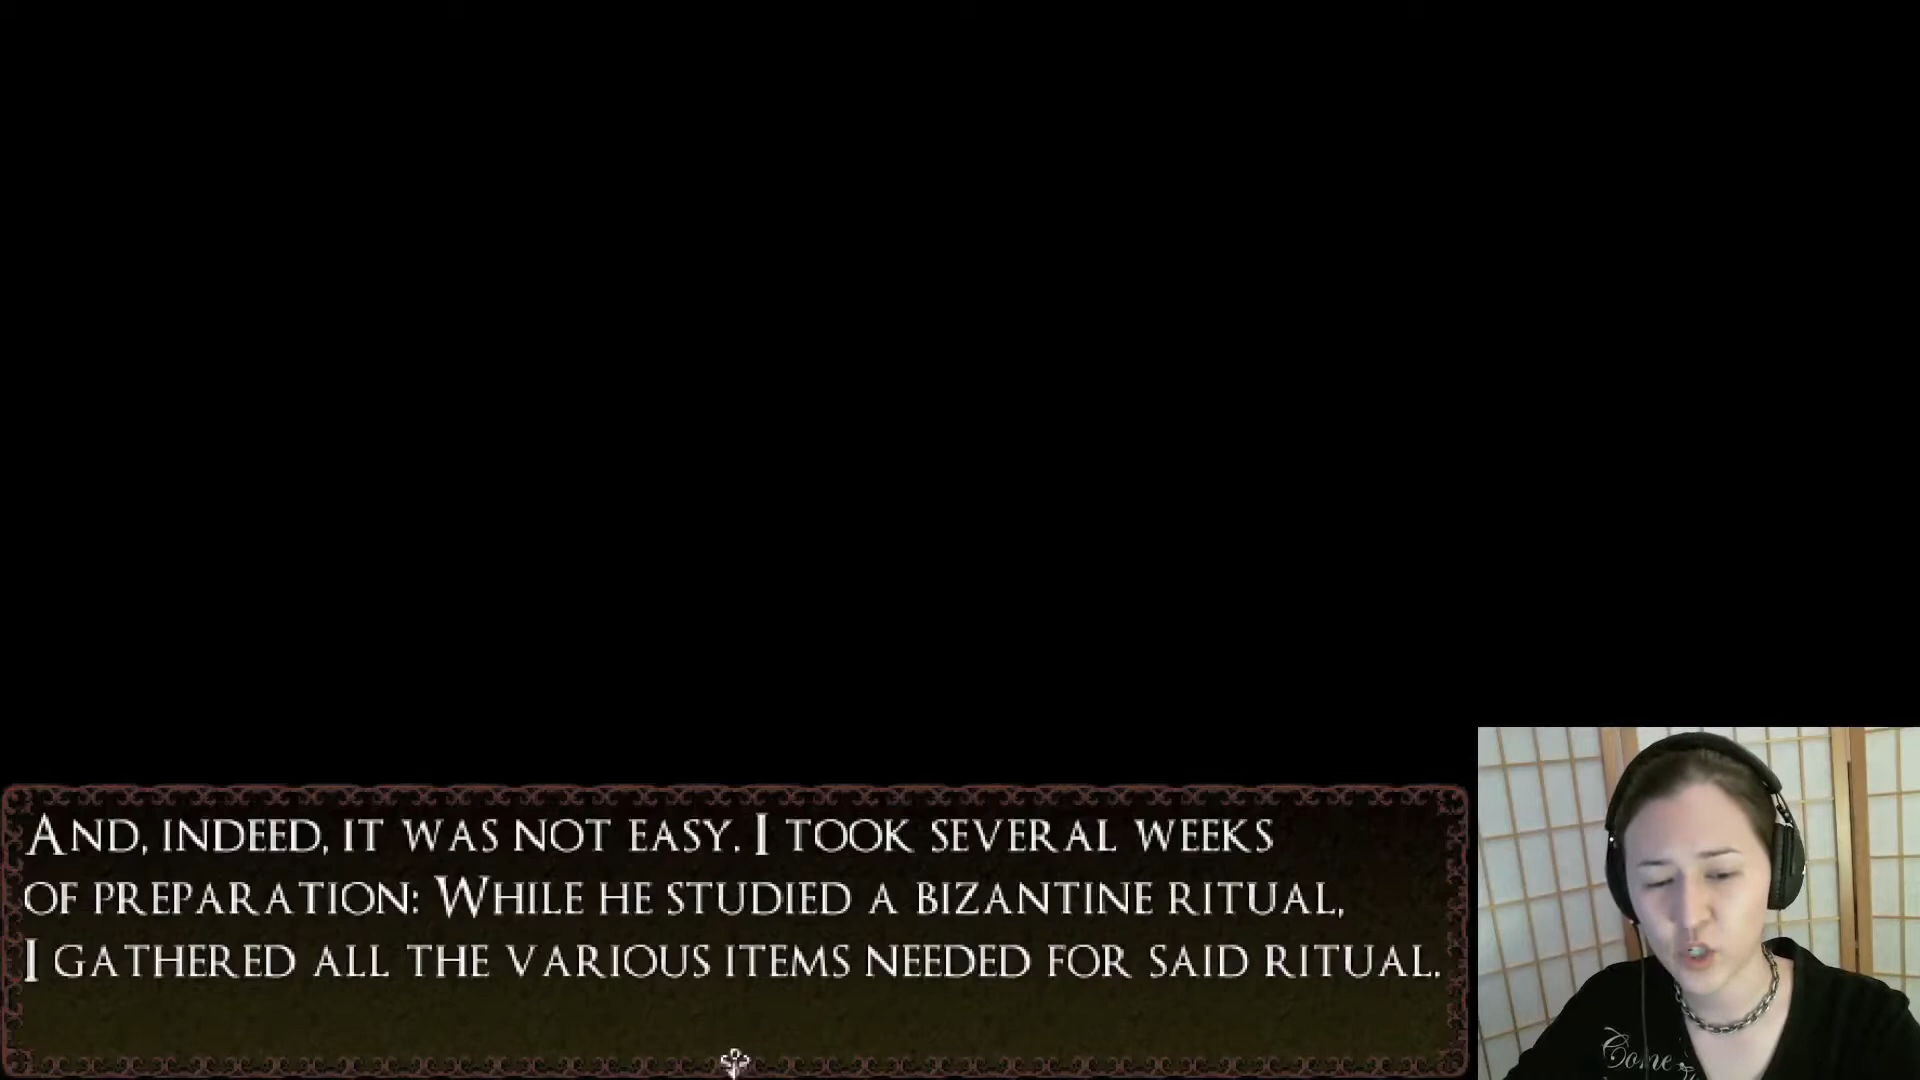 And, indeed, it was not easy. I took several weeks
of preparation: While he studied a bizantine ritual,
I gathered all the various items needed for said ritual.
Come